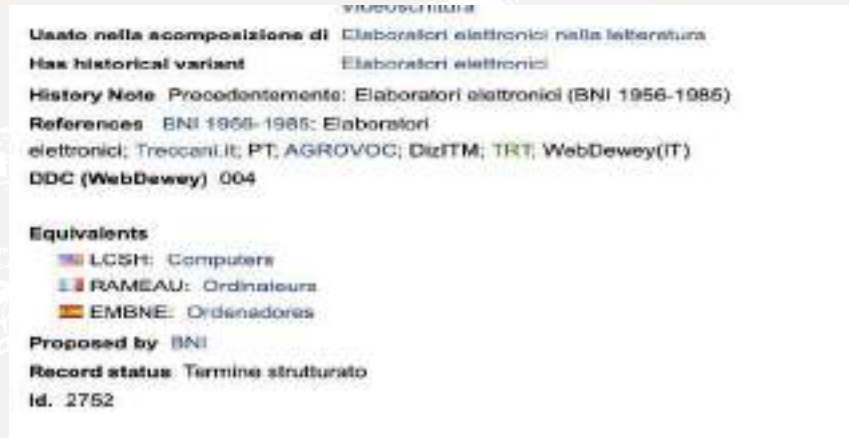 Videoscrittura
Usato nella scomposizione di Elaboratori elettronici nella letteratura
Has historical variant Elaboratori elettronici
History Note Precedentemente: Elaboratori elettronici (BNI 1956-1985)
References BNI 1956-1985: Elaboratori
elettronici; Treccani.it; PT; AGROVOC; DizITM; TRT; WebDewey(IT)
DDC (WebDewey) 004
Equivalents
LCSH: Computers
RAMEAU: Ordinateurs
EMBNE: Ordenadores
Proposed by BNI
Record status Termine strutturato
Id. 2752